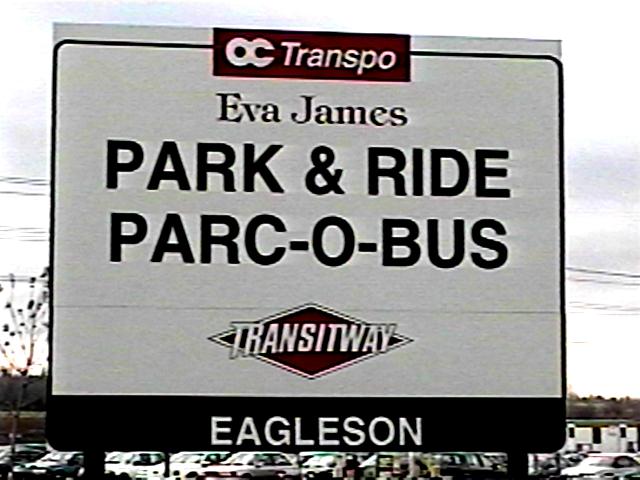 OC Transpo
Eva James
PARK & RIDE
PARC-O-BUS
TRANSITWAY
EAGLESON